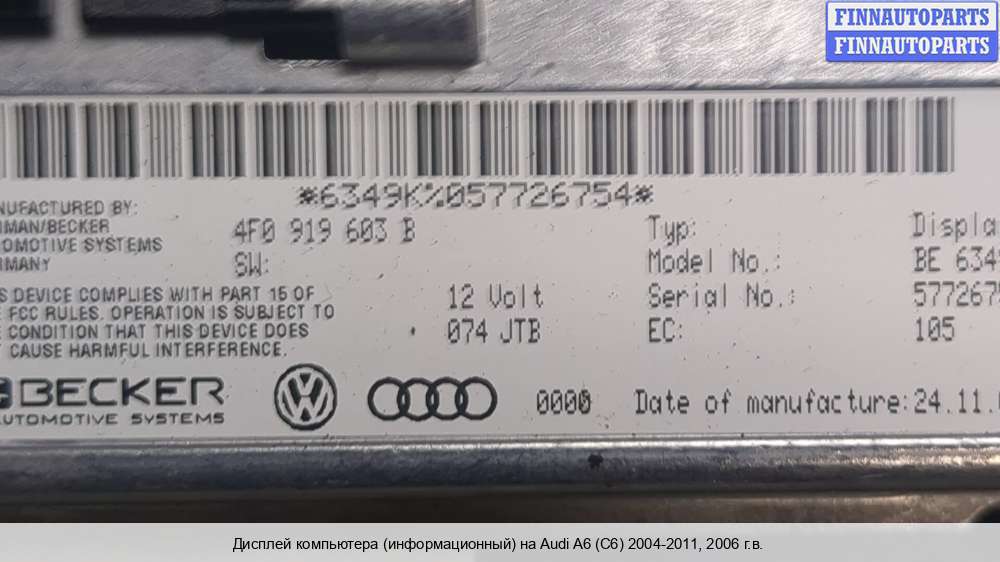 FINNAUTOPARTS
FINNAUTOPARTS
*6349K%057726754*
NUFACTURED BY:
MAN/BECKER
OMOTIVE SYSTEMS
RMANY
4F0 919 603 B
SW:
Typ: Displa
Model No.: BE 634
Serial No.: 57726
EC: 105
S DEVICE COMPLIES WITH PART 15 OF
FCC RULES. OPERATION IS SUBJECT TO
CONDITION THAT THIS DEVICE DOES
CAUSE HARMFUL INTERFERENCE.
12 Volt
074 JTB
BECKER
AUTOMOTIVE SYSTEMS
0000 Date of manufacture:24.11.
Дисплей компьютера (информационный) на Audi A6 (C6) 2004-2011, 2006 г.в.